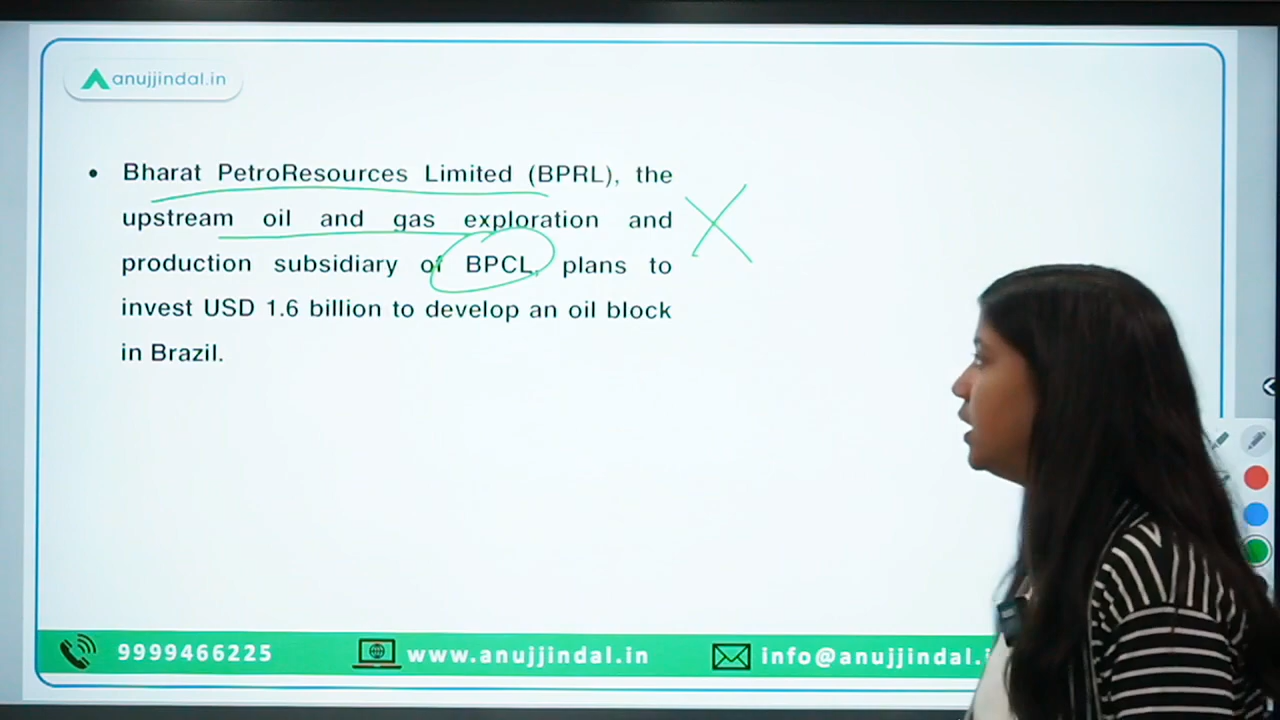 anujjindal.in
• Bharat PetroResources Limited (BPRL), the
upstream oil and gas exploration and
production subsidiary of BPCL, plans to
invest USD 1.6 billion to develop an oil block
in Brazil.
9999466225 www.anujjindal.in info@anujjindal.i